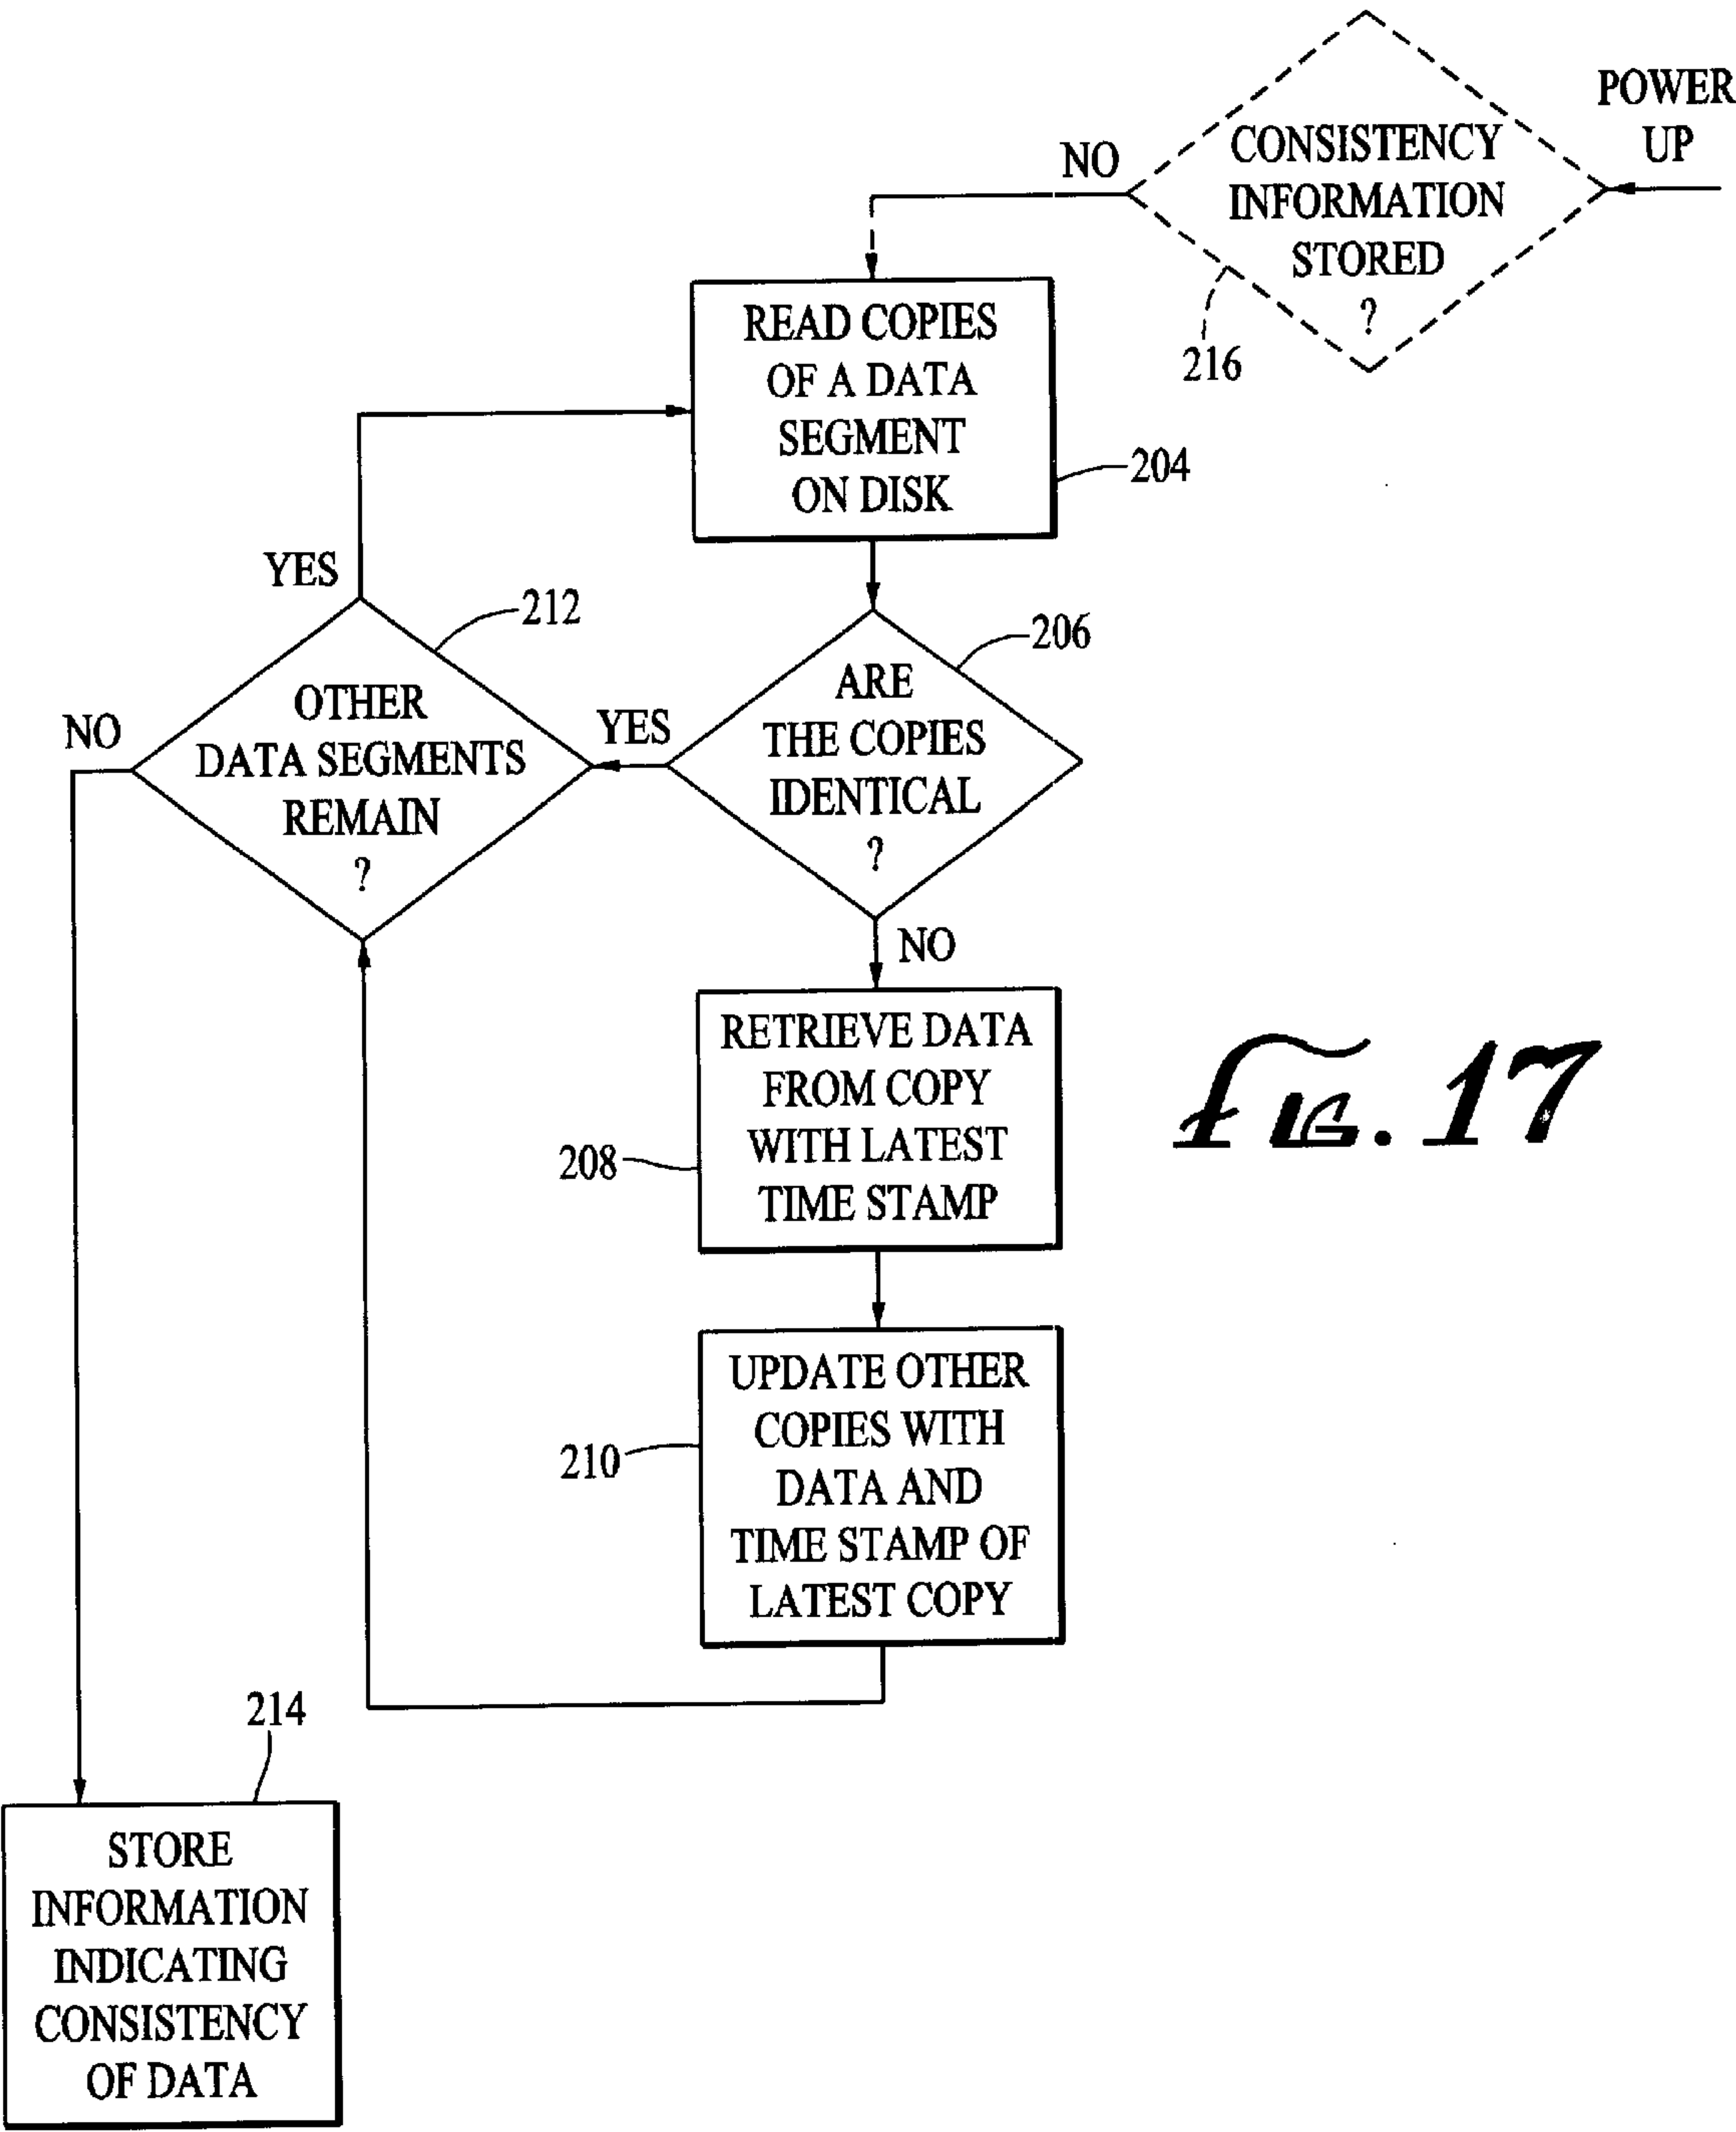 POWER
UP
NO
CONSISTENCY
INFORMATION
STORED
?
216
READ COPIES
OF A DATA
SEGMENT
ON DISK
204
YES
212
206
ARE
THE COPIES
IDENTICAL
?
YES
OTHER
DATA SEGMENTS
REMAIN
?
NO
NO
RETRIEVE DATA
FROM COPY
WITH LATEST
TIME STAMP
208
FIG. 17
UPDATE OTHER
COPIES WITH
DATA AND
TIME STAMP OF
LATEST COPY
210
214
STORE
INFORMATION
INDICATING
CONSISTENCY
OF DATA